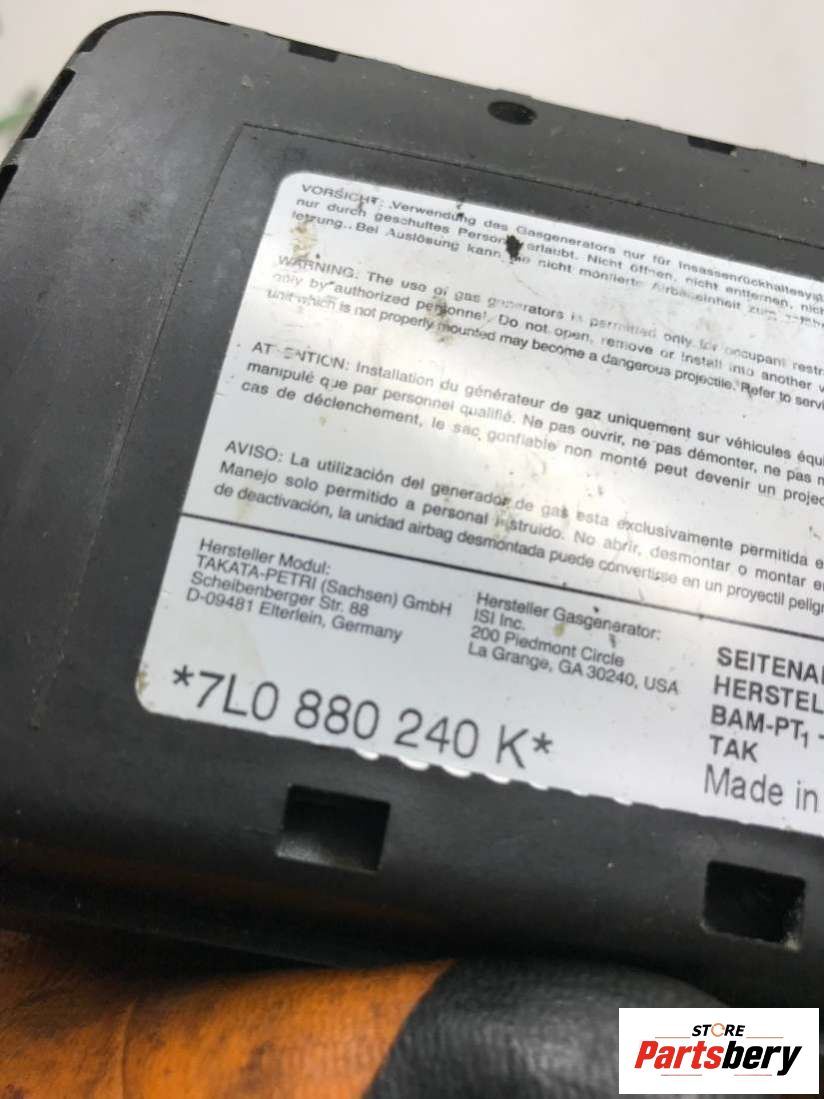 VORSICHT: Verwendung des Gasgenerators nur für Insassenrückhaltesyst
nur durch geschultes Person erlaubt. Nicht öffnen, nicht entfernen, nich
letzung.. Bei Auslösung kann nicht montierte Airbageinheit zum
WARNING: The use of gas generators is permitted only for occupant restr
only by authorized personnel. Do not open, remove or install into another v
unit which is not properly mounted may become a dangerous projectile. Refer to servi
ATTENTION: Installation du générateur de gaz uniquement sur véhicules équi
manipulé que par personnel qualifié. Ne pas ouvrir, ne pas démonter, ne pas m
cas de déclenchement, le sac gonflable non monté peut devenir un projec
AVISO: La utilización del generador de gas esta exclusivamente permitida e
Manejo solo permitido a personal instruido. No abrir, desmontar o montar e
de deactivación, la unidad airbag desmontada puede convertisse en un proyectil pelig
Hersteller Modul:
TAKATA-PETRI (Sachsen) GmbH
Scheibenberger Str. 88
D-09481 Elterlein, Germany
Hersteller Gasgenerator:
ISI Inc.
200 Piedmont Circle
La Grange, GA 30240, USA
SEITENAI
HERSTEL
BAM-PT1 -
TAK
Made in
*7L0 880 240 K*
STORE
Partsbery